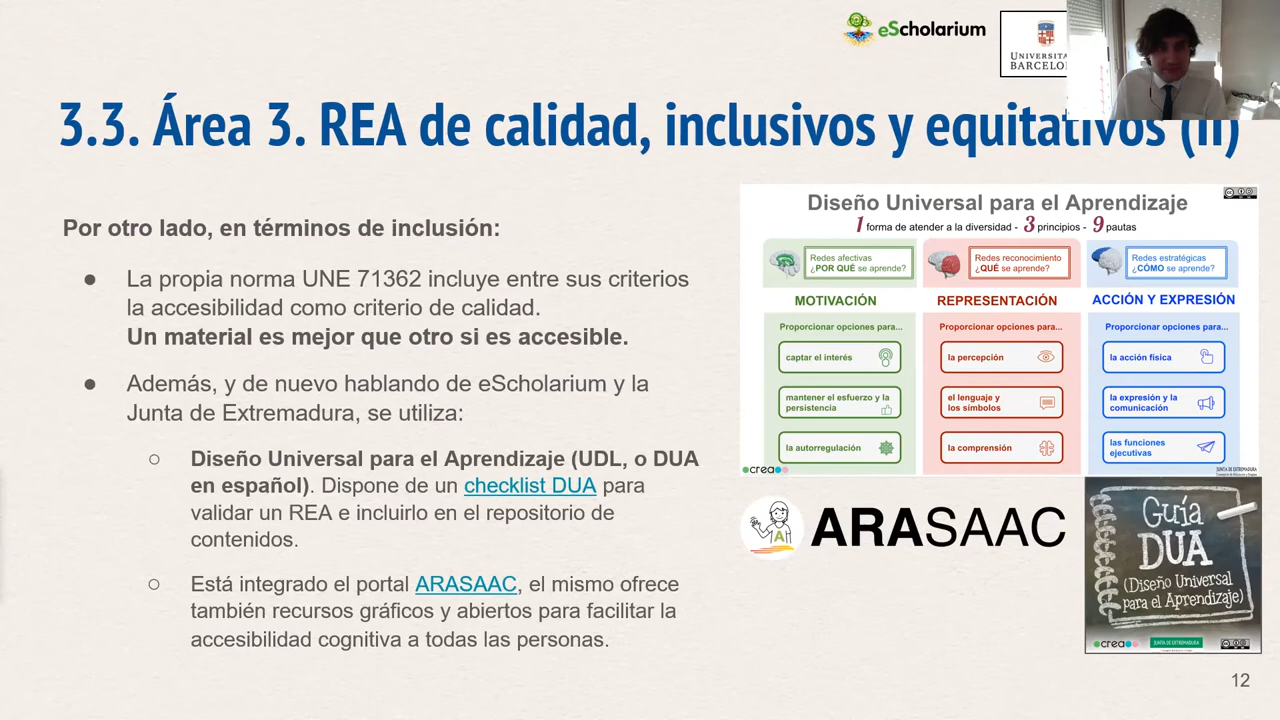 eScholarium
UNIVERSITA
BARCELO
3.3. Área 3. REA de calidad, inclusivos y equitativos (II)
Por otro lado, en términos de inclusión:
● La propia norma UNE 71362 incluye entre sus criterios
la accesibilidad como criterio de calidad.
Un material es mejor que otro si es accesible.
● Además, y de nuevo hablando de eScholarium y la
Junta de Extremadura, se utiliza:
○ Diseño Universal para el Aprendizaje (UDL, o DUA
en español). Dispone de un checklist DUA para
validar un REA e incluirlo en el repositorio de
contenidos.
○ Está integrado el portal ARASAAC, el mismo ofrece
también recursos gráficos y abiertos para facilitar la
accesibilidad cognitiva a todas las personas.
Diseño Universal para el Aprendizaje
1 forma de atender a la diversidad - 3 principios - 9 pautas
Redes afectivas
¿POR QUÉ se aprende?
MOTIVACIÓN
Proporcionar opciones para...
captar el interés
mantener el esfuerzo y la
persistencia
la autorregulación
Redes reconocimiento
¿QUÉ se aprende?
REPRESENTACIÓN
Proporcionar opciones para...
la percepción
el lenguaje y
los símbolos
la comprensión
Redes estratégicas
¿CÓMO se aprende?
ACCIÓN Y EXPRESIÓN
Proporcionar opciones para...
la acción física
la expresión y la
comunicación
las funciones
ejecutivas
crea
JUNTA DE EXTREMADURA
A
ARASAAC
Guía
DUA
(Diseño Universal
para el Aprendizaje)
crea
JUNTA DE EXTREMADURA
12